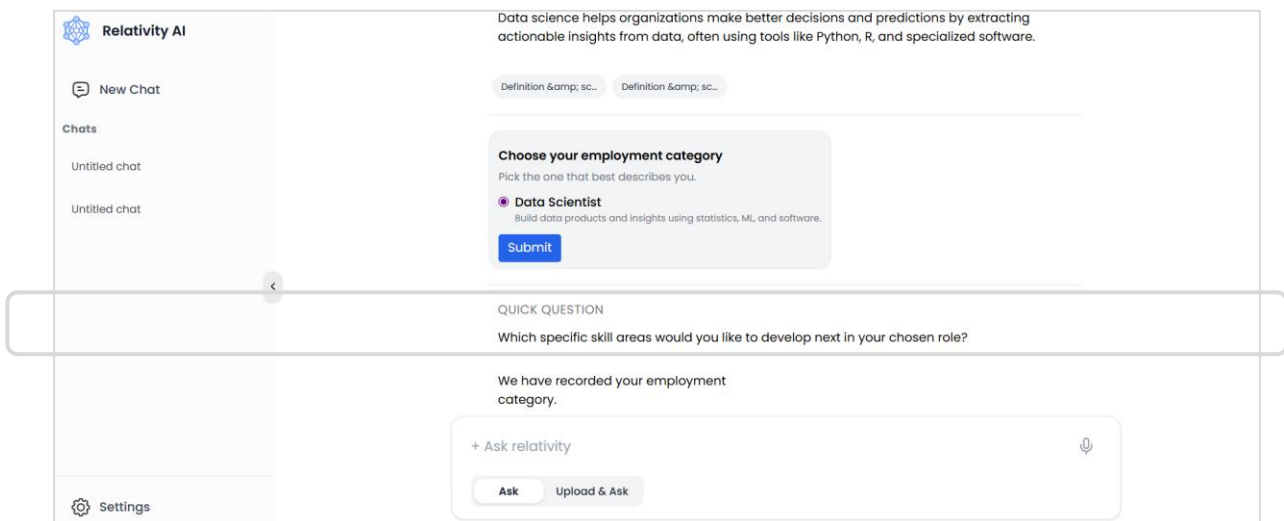 Relativity AI
New Chat
Chats
Untitled chat
Untitled chat
Settings
Data science helps organizations make better decisions and predictions by extracting
actionable insights from data, often using tools like Python, R, and specialized software.
Definition &amp; sc... Definition &amp; sc...
Choose your employment category
Pick the one that best describes you.
Data Scientist
Build data products and insights using statistics, ML, and software.
Submit
QUICK QUESTION
Which specific skill areas would you like to develop next in your chosen role?
We have recorded your employment
category.
+ Ask relativity
Ask Upload & Ask